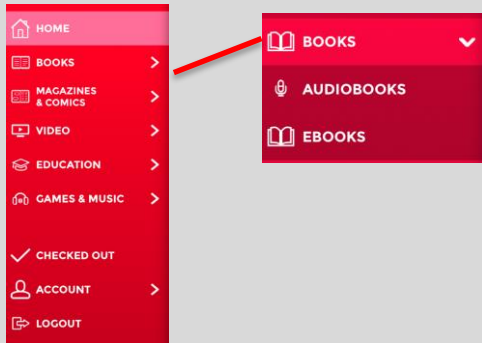 HOME
BOOKS
MAGAZINES
& COMICS
VIDEO
EDUCATION
GAMES & MUSIC
CHECKED OUT
ACCOUNT
LOGOUT
BOOKS
AUDIOBOOKS
EBOOKS